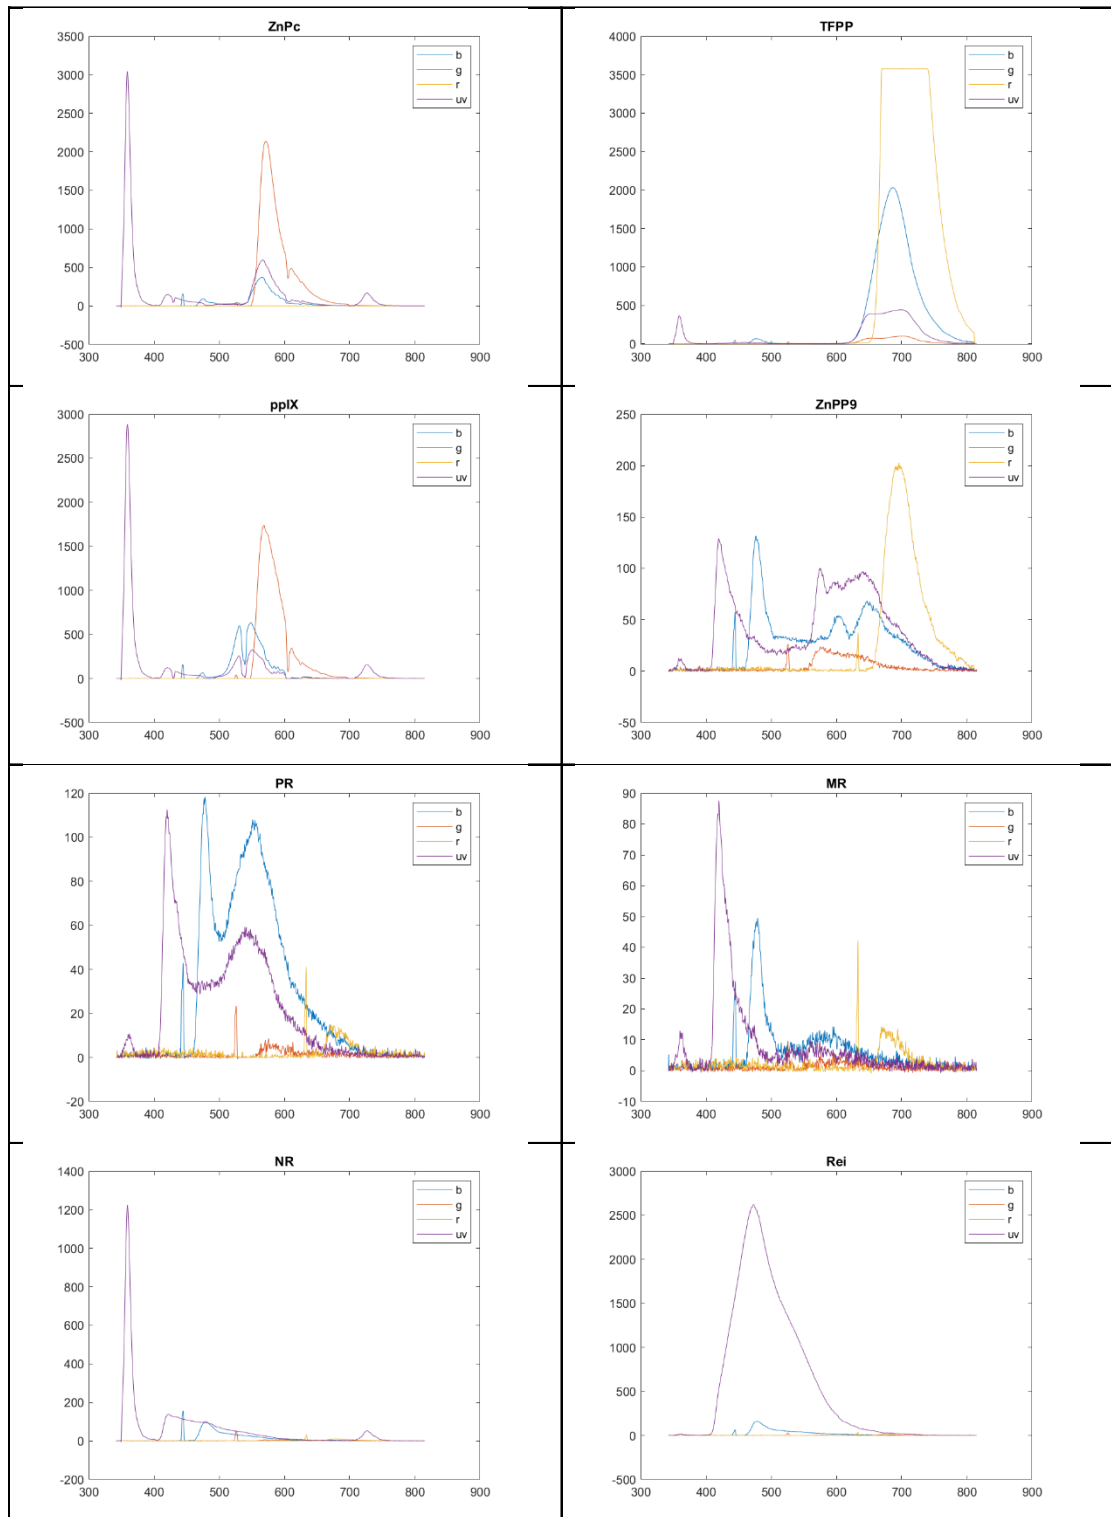 ZnPc
3500
3000
2500
2000
1500
1000
500
0
-500
300 400 500 600 700 800 900
b
g
r
uv
TFPP
4000
3500
3000
2500
2000
1500
1000
500
0
300 400 500 600 700 800 900
b
g
r
uv
ppIX
3000
2500
2000
1500
1000
500
0
-500
300 400 500 600 700 800 900
b
g
r
uv
ZnPP9
250
200
150
100
50
0
-50
300 400 500 600 700 800 900
b
g
r
uv
PR
120
100
80
60
40
20
0
-20
300 400 500 600 700 800 900
b
g
r
uv
MR
90
80
70
60
50
40
30
20
10
0
-10
300 400 500 600 700 800 900
b
g
r
uv
NR
1400
1200
1000
800
600
400
200
0
-200
300 400 500 600 700 800 900
b
g
r
uv
Rei
3000
2500
2000
1500
1000
500
0
-500
300 400 500 600 700 800 900
b
g
r
uv